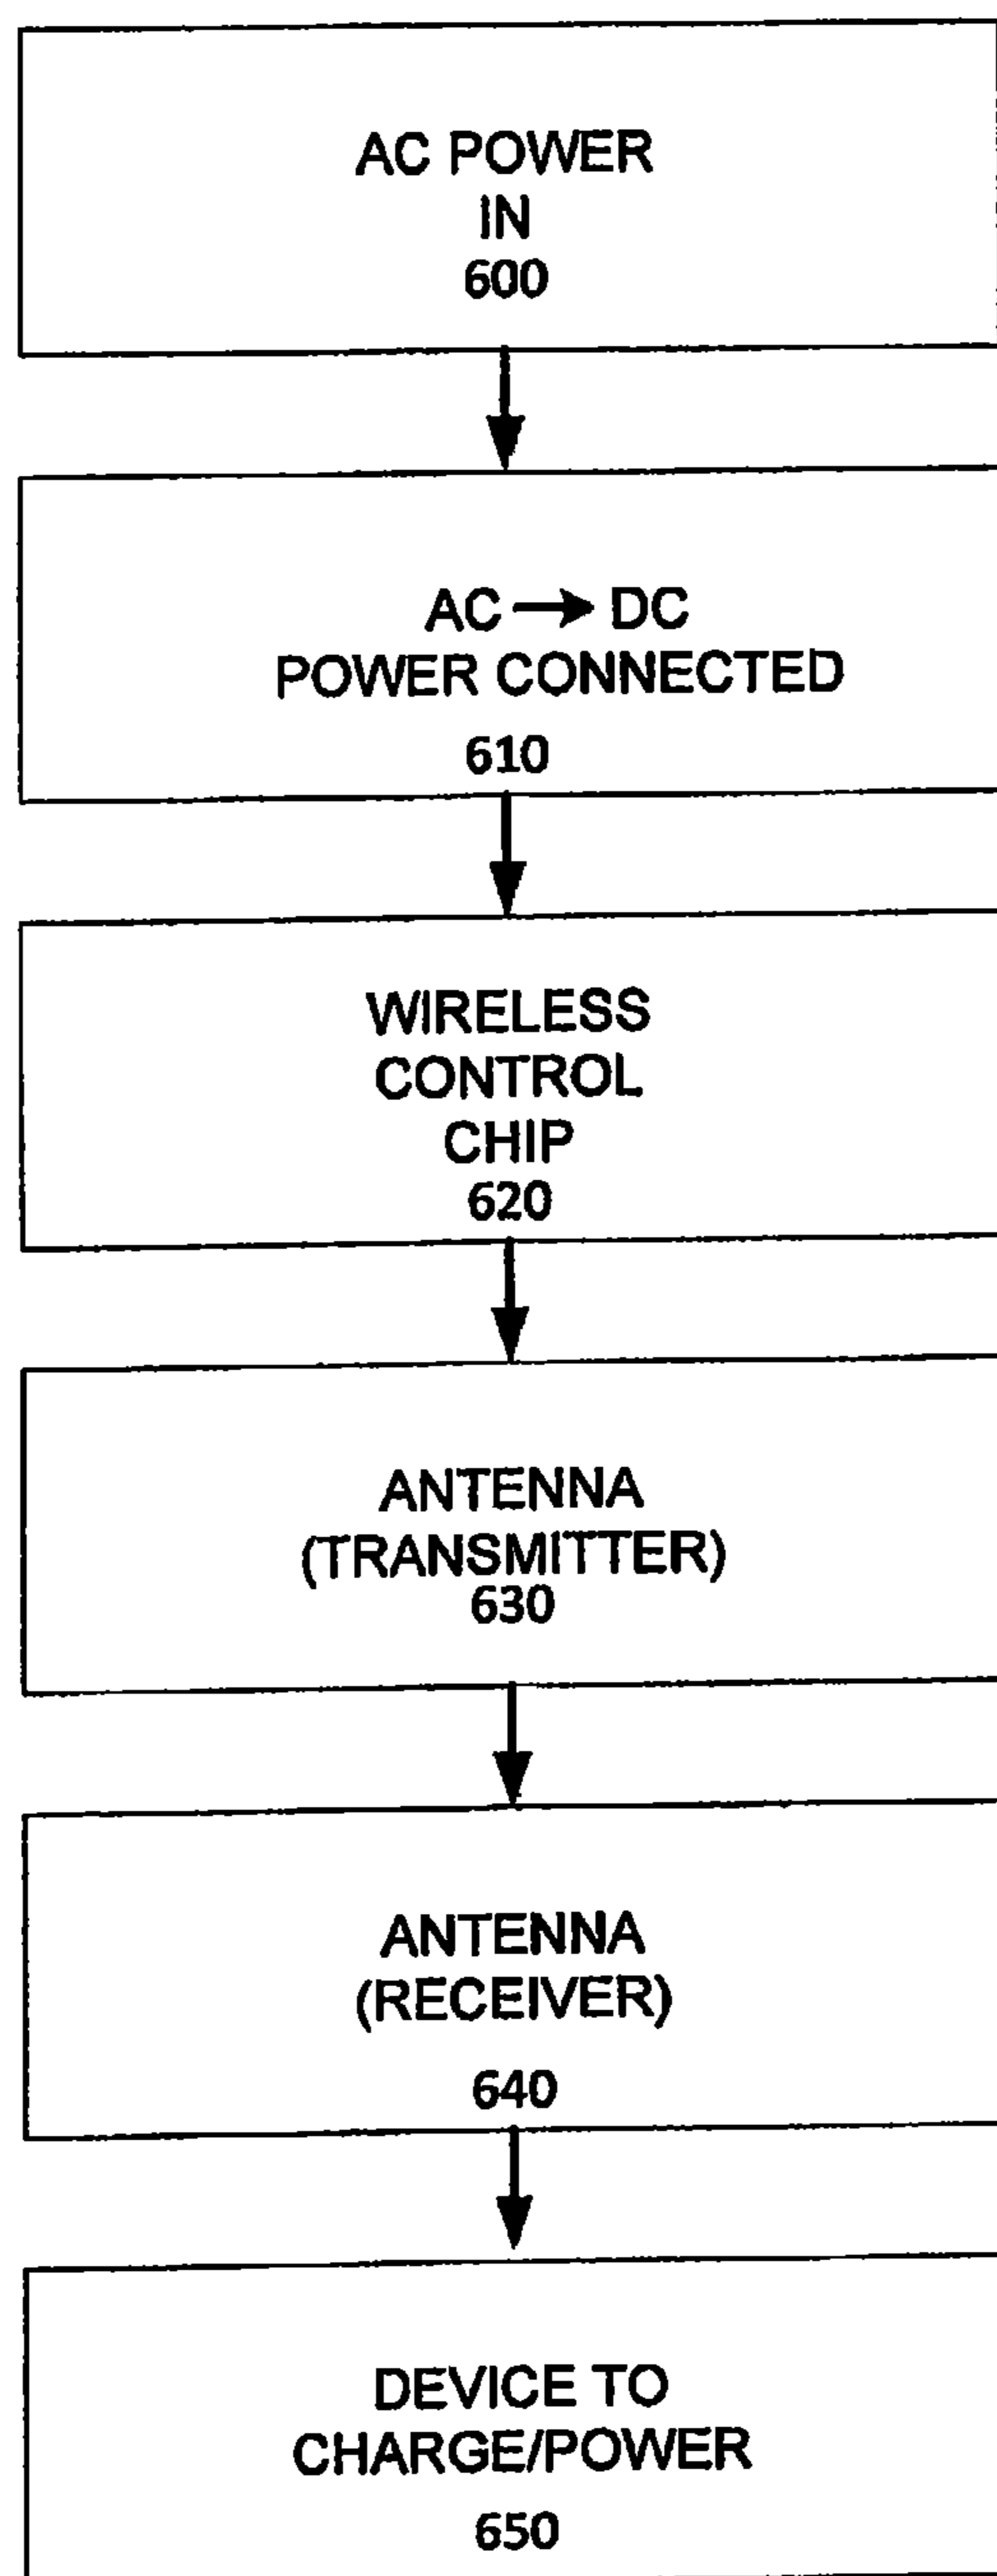 AC POWER
IN
600
AC → DC
POWER CONNECTED
610
WIRELESS
CONTROL
CHIP
620
ANTENNA
(TRANSMITTER)
630
ANTENNA
(RECEIVER)
640
DEVICE TO
CHARGE/POWER
650